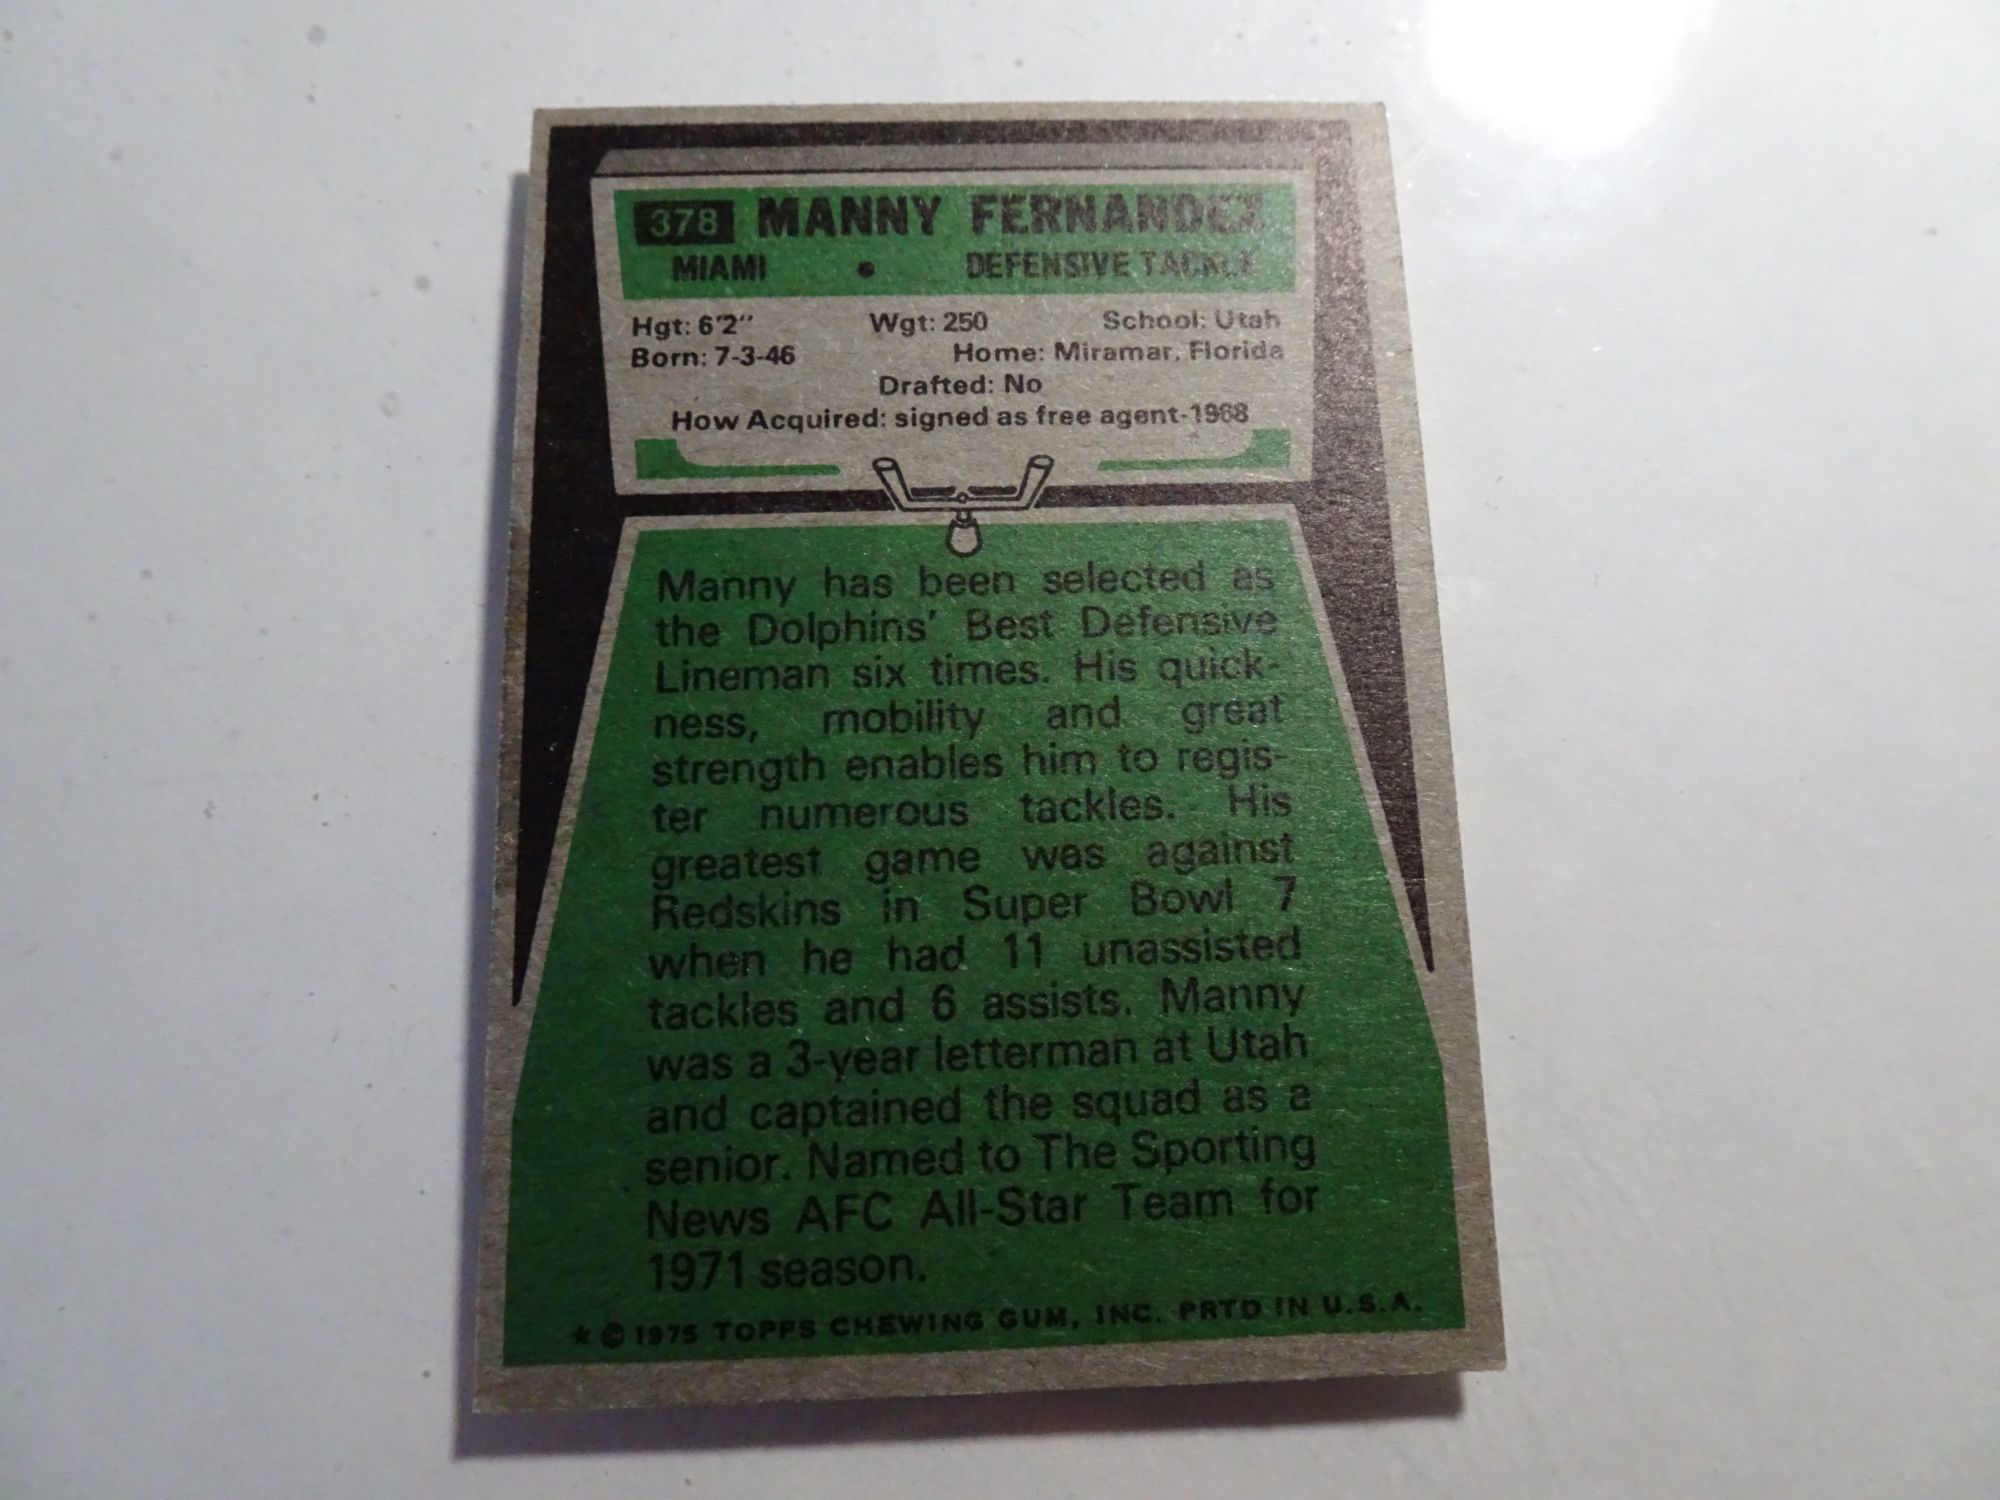 378 MANNY FERNANDEZ
MIAMI • DEFENSIVE TACKLE
Hgt: 6'2" Wgt: 250 School: Utah
Born: 7-3-46 Home: Miramar, Florida
Drafted: No
How Acquired: signed as free agent-1968
Manny has been selected as
the Dolphins' Best Defensive
Lineman six times. His quick-
ness, mobility and great
strength enables him to regis-
ter numerous tackles. His
greatest game was against
Redskins in Super Bowl 7
when he had 11 unassisted
tackles and 6 assists. Manny
was a 3-year letterman at Utah
and captained the squad as a
senior. Named to The Sporting
News AFC All-Star Team for
1971 season.
★ © 1975 TOPPS CHEWING GUM, INC. PRTD IN U.S.A.